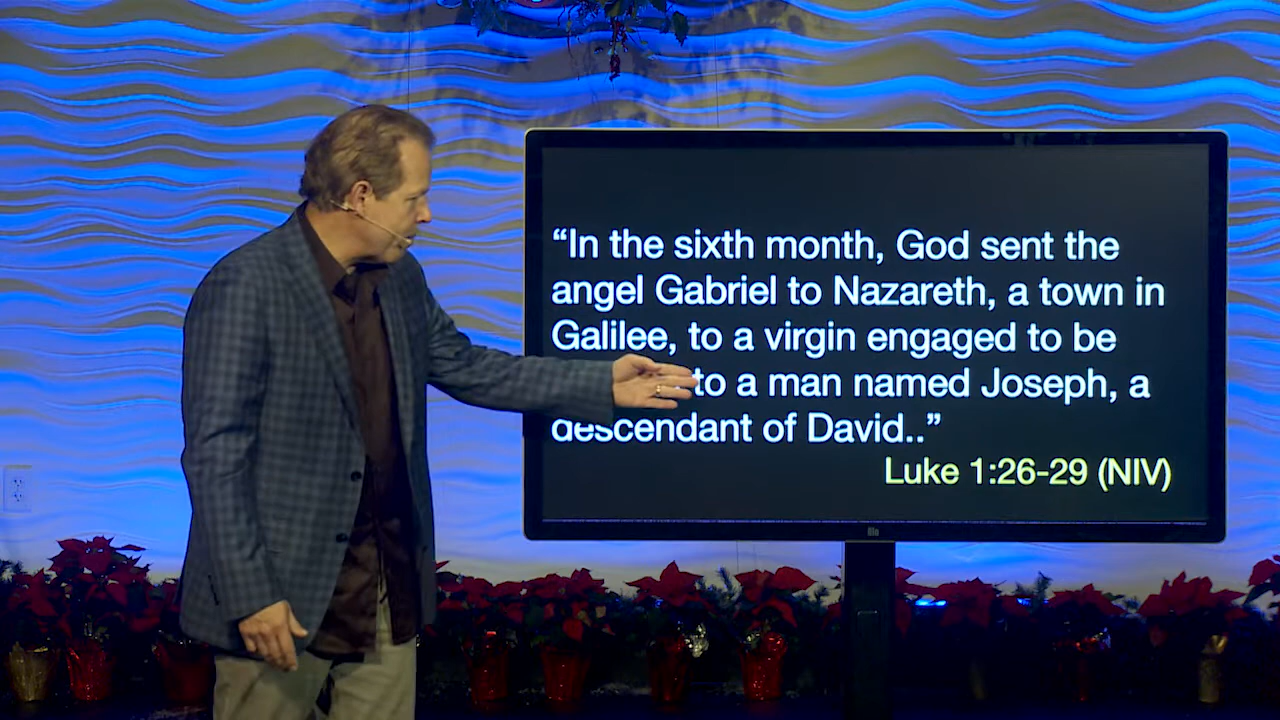 “In the sixth month, God sent the
angel Gabriel to Nazareth, a town in
Galilee, to a virgin engaged to be
to a man named Joseph, a
descendant of David..”
Luke 1:26-29 (NIV)
elo